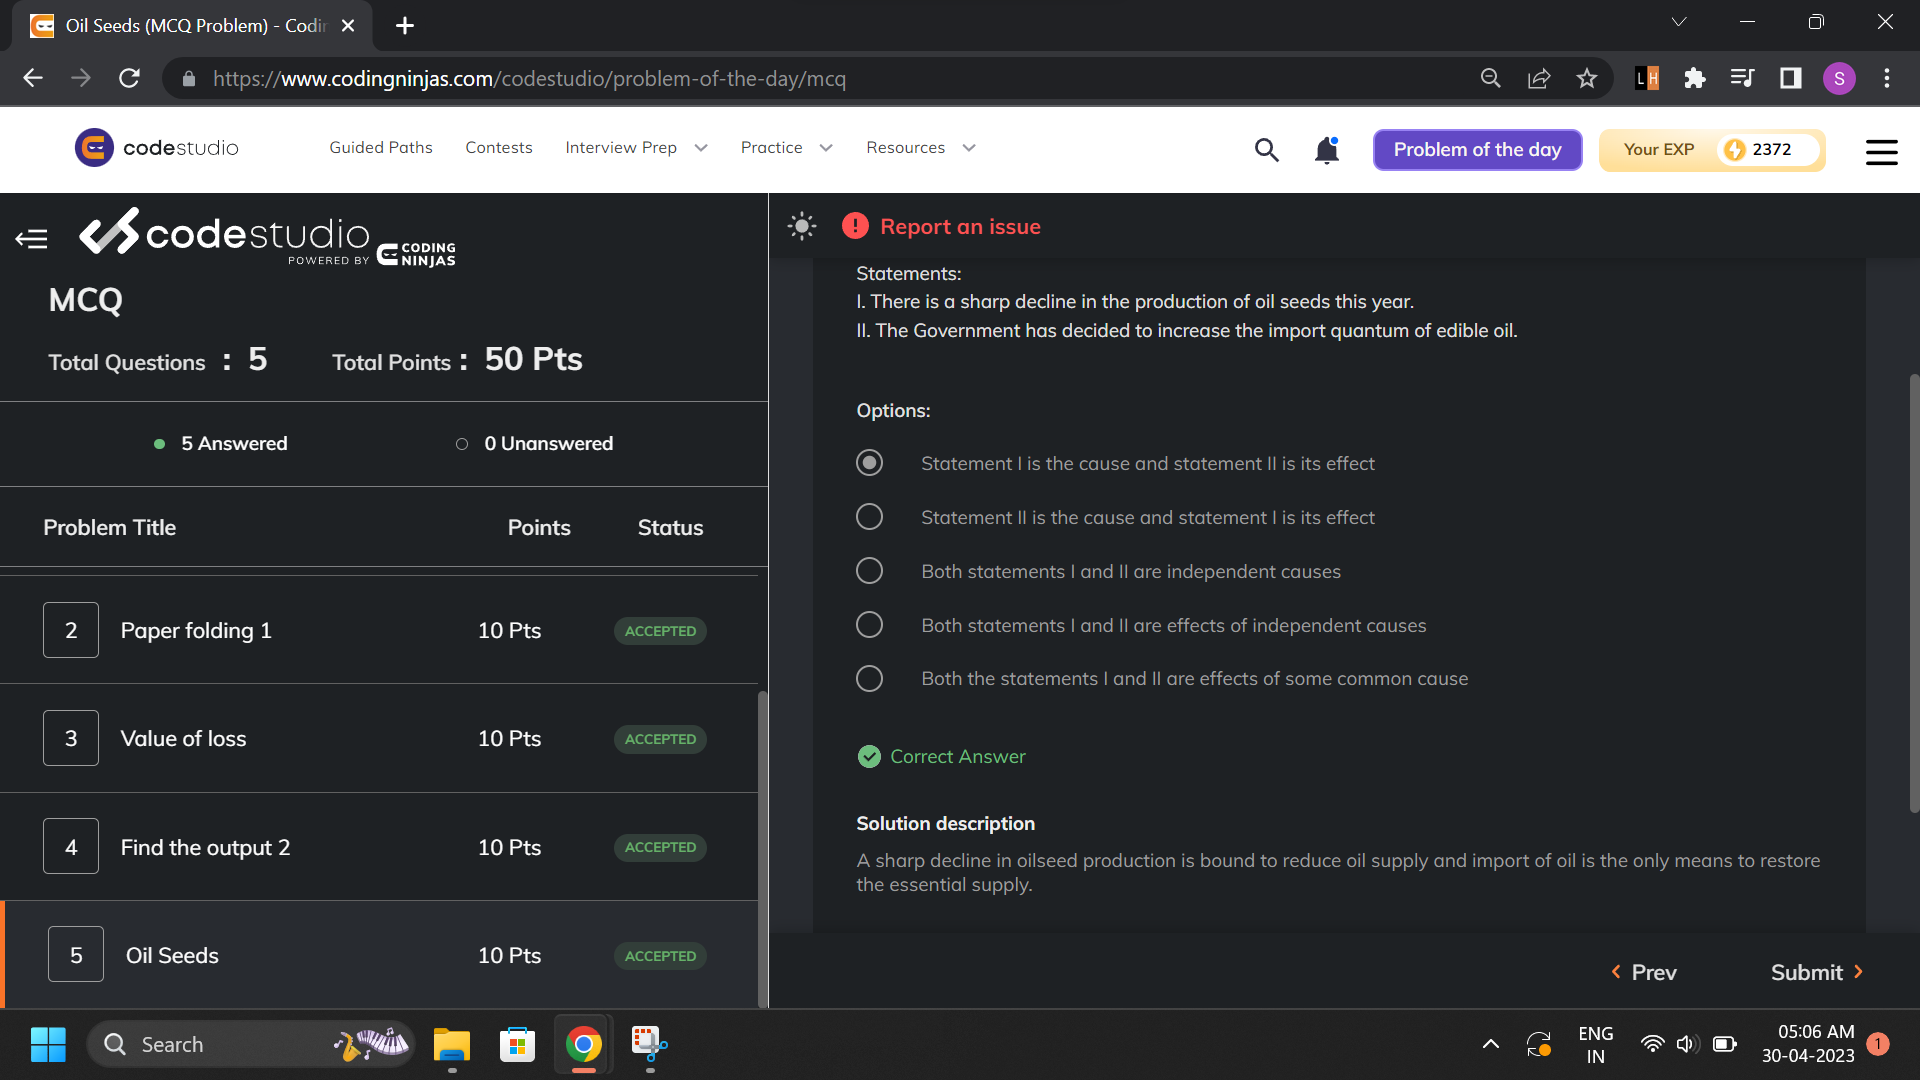 Oil Seeds (MCQ Problem) - Codin
https://www.codingninjas.com/codestudio/problem-of-the-day/mcq
LH
S
codestudio
Guided Paths
Contests
Interview Prep
Practice
Resources
Problem of the day
Your EXP
2372
codestudio
POWERED BY CODING NINJAS
Report an issue
MCQ
Total Questions : 5
Total Points : 50 Pts
5 Answered
0 Unanswered
Problem Title Points Status
2 Paper folding 1 10 Pts ACCEPTED
3 Value of loss 10 Pts ACCEPTED
4 Find the output 2 10 Pts ACCEPTED
5 Oil Seeds 10 Pts ACCEPTED
Statements:
I. There is a sharp decline in the production of oil seeds this year.
II. The Government has decided to increase the import quantum of edible oil.
Options:
Statement I is the cause and statement II is its effect
Statement II is the cause and statement I is its effect
Both statements I and II are independent causes
Both statements I and II are effects of independent causes
Both the statements I and II are effects of some common cause
Correct Answer
Solution description
A sharp decline in oilseed production is bound to reduce oil supply and import of oil is the only means to restore
the essential supply.
Prev
Submit
Search
ENG
IN
05:06 AM
30-04-2023
1